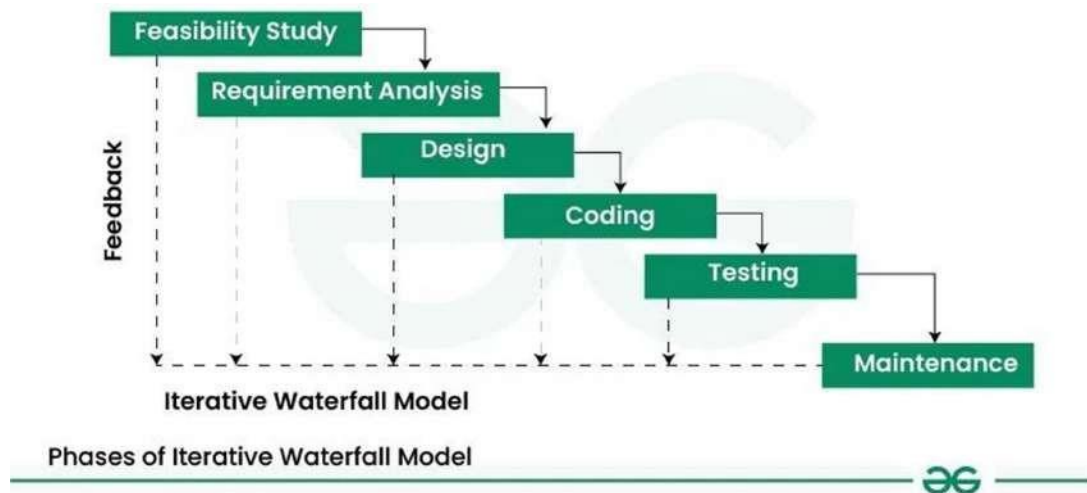 Feasibility Study
Requirement Analysis
Design
Coding
Testing
Maintenance
Feedback
Iterative Waterfall Model
Phases of Iterative Waterfall Model